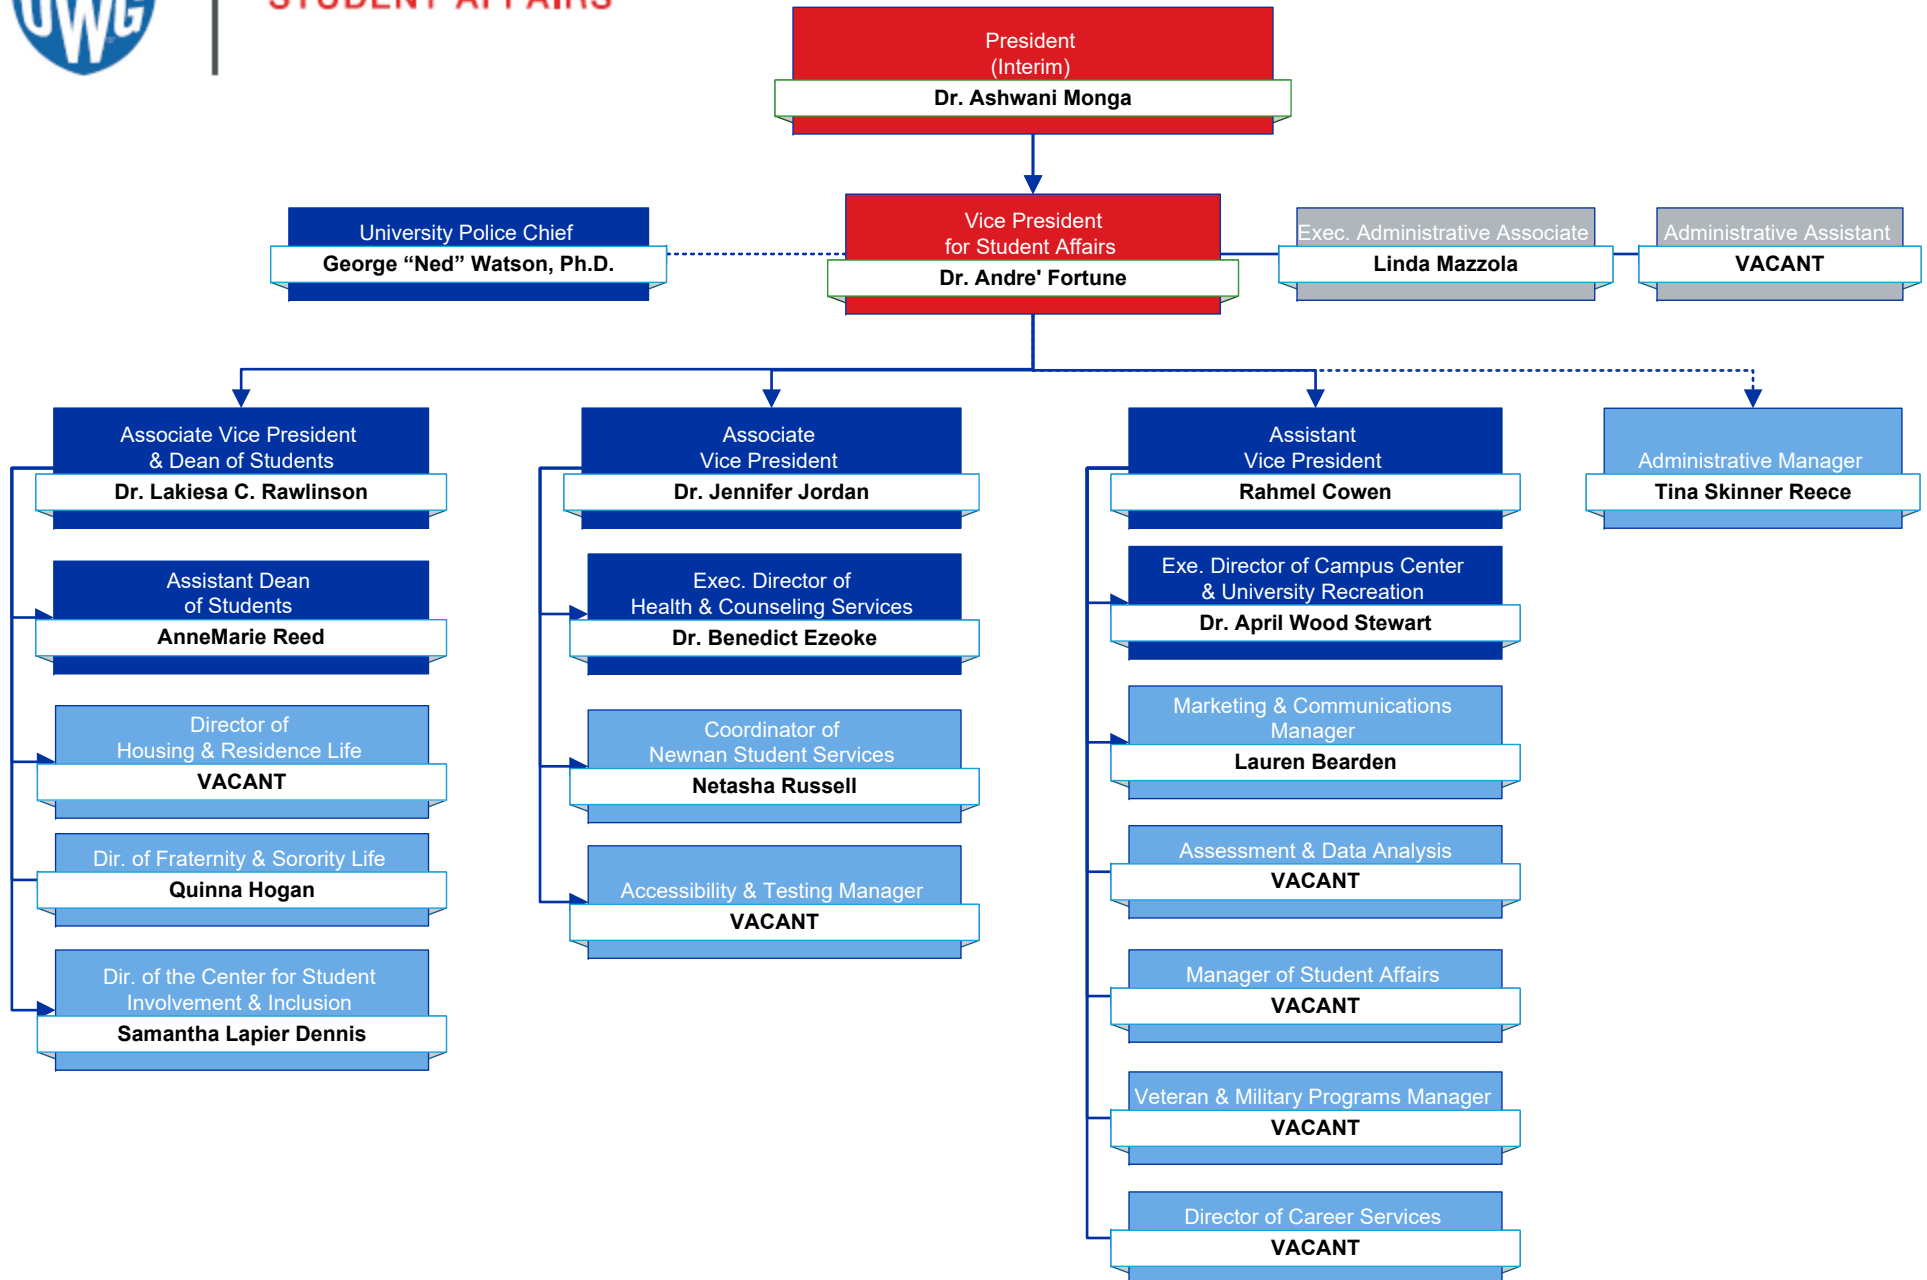 UWG
STUDENT AFFAIRS
President
(Interim)
Dr. Ashwani Monga
University Police Chief
George “Ned” Watson, Ph.D.
Vice President
for Student Affairs
Dr. Andre' Fortune
Exec. Administrative Associate
Linda Mazzola
Administrative Assistant
VACANT
Associate Vice President
& Dean of Students
Dr. Lakiesa C. Rawlinson
Associate
Vice President
Dr. Jennifer Jordan
Assistant
Vice President
Rahmel Cowen
Administrative Manager
Tina Skinner Reece
Assistant Dean
of Students
AnneMarie Reed
Director of
Housing & Residence Life
VACANT
Dir. of Fraternity & Sorority Life
Quinna Hogan
Dir. of the Center for Student
Involvement & Inclusion
Samantha Lapier Dennis
Exec. Director of
Health & Counseling Services
Dr. Benedict Ezeoke
Coordinator of
Newnan Student Services
Netasha Russell
Accessibility & Testing Manager
VACANT
Exe. Director of Campus Center
& University Recreation
Dr. April Wood Stewart
Marketing & Communications
Manager
Lauren Bearden
Assessment & Data Analysis
VACANT
Manager of Student Affairs
VACANT
Veteran & Military Programs Manager
VACANT
Director of Career Services
VACANT